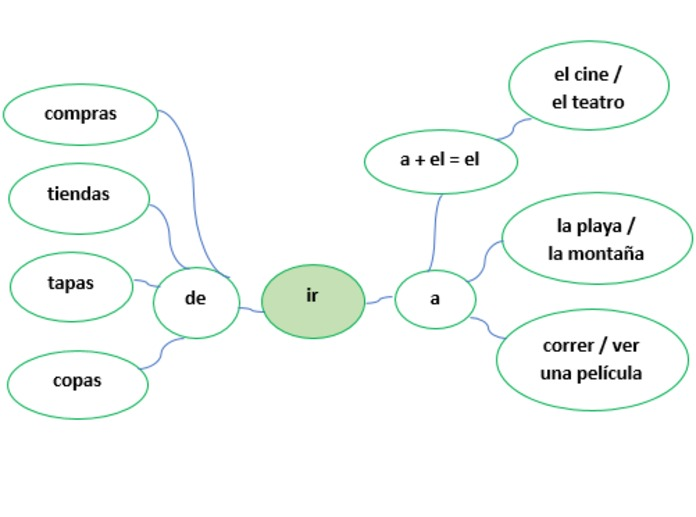 compras
tiendas
tapas
copas
de
ir
a
a + el = el
el cine /
el teatro
la playa /
la montaña
correr / ver
una película